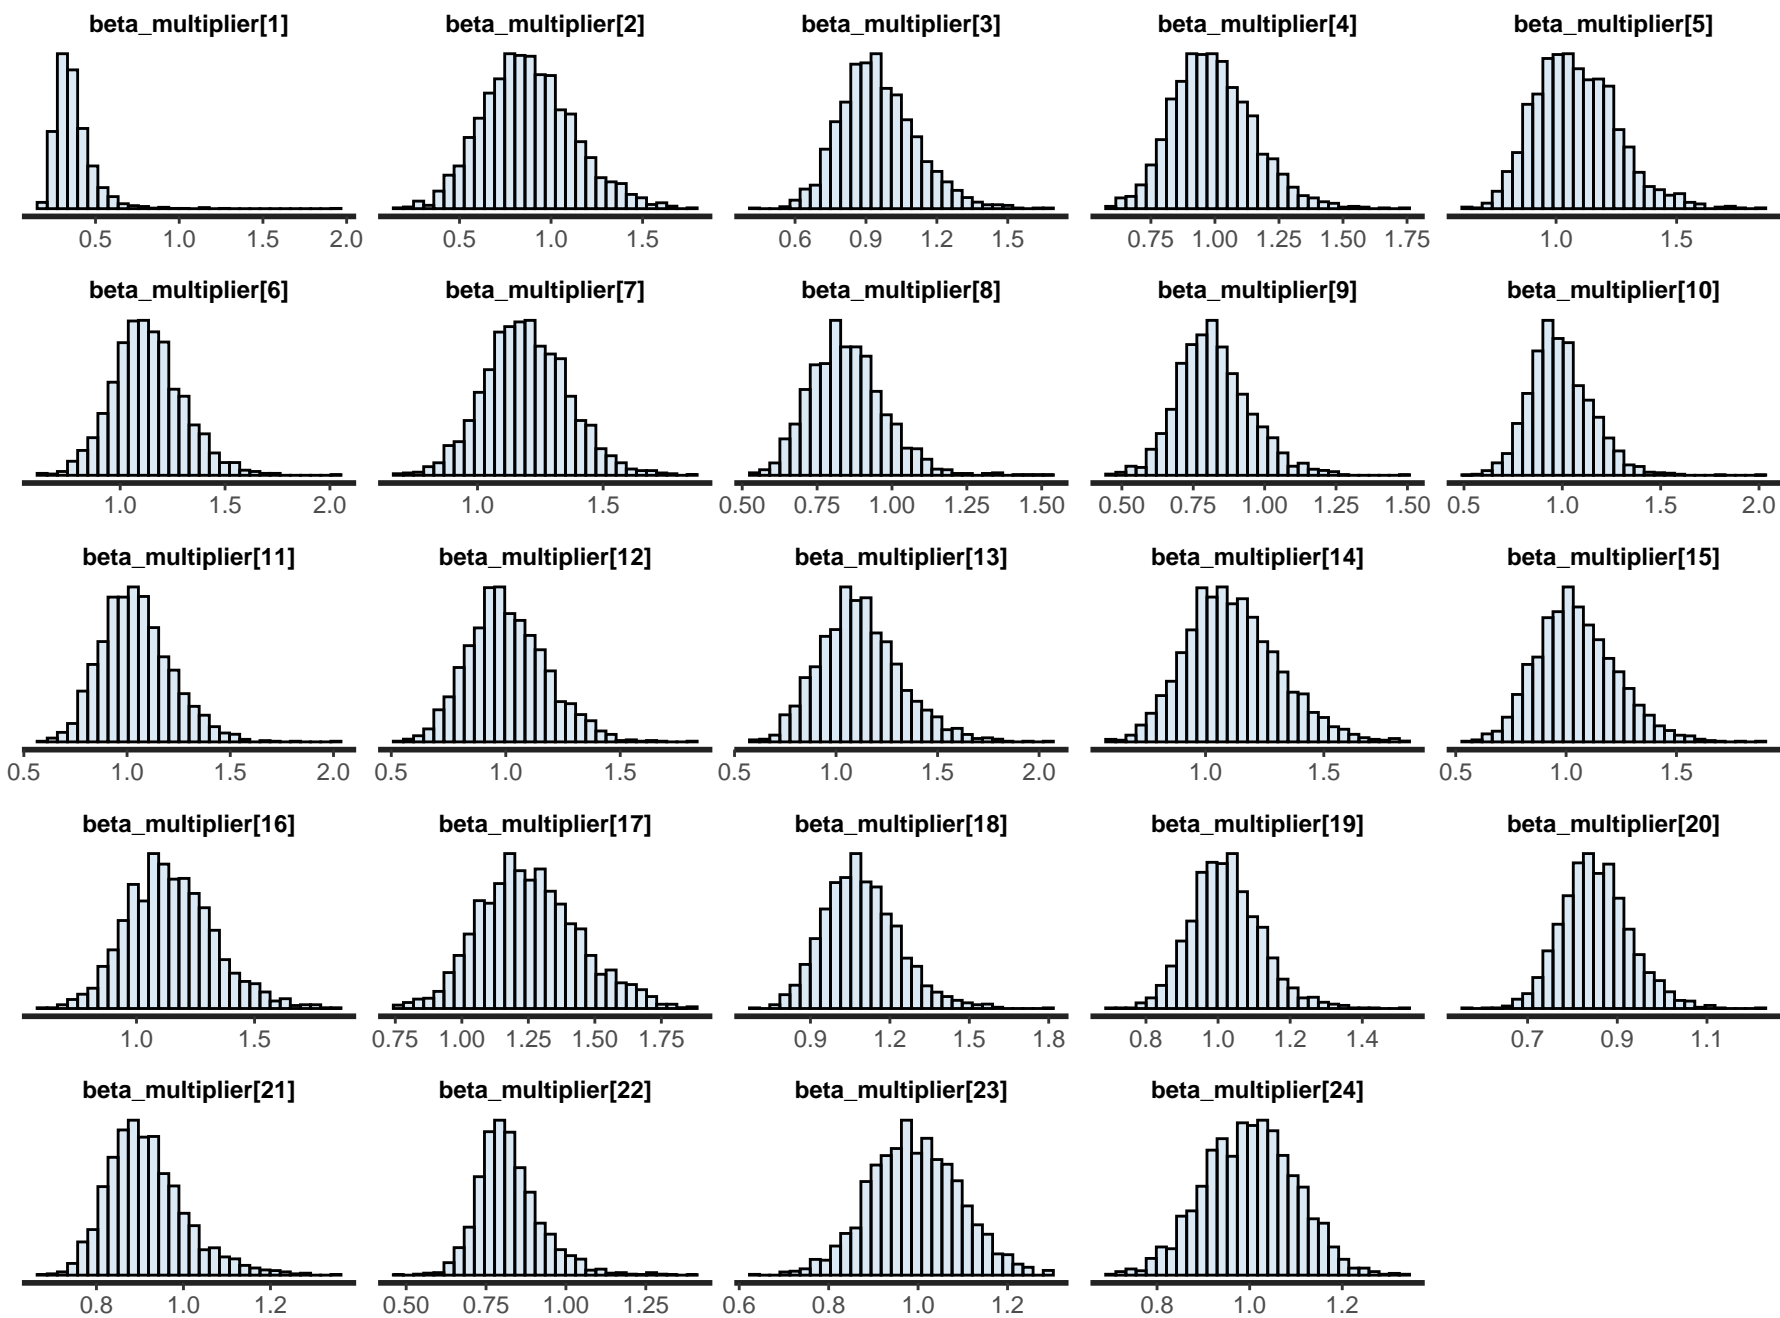 beta_multiplier[1] beta_multiplier[2] beta_multiplier[3] beta_multiplier[4] beta_multiplier[5]
0.5 1.0 1.5 2.0 0.5 1.0 1.5 0.6 0.9 1.2 1.5 0.75 1.00 1.25 1.50 1.75 1.0 1.5
beta_multiplier[6] beta_multiplier[7] beta_multiplier[8] beta_multiplier[9] beta_multiplier[10]
1.0 1.5 2.0 1.0 1.5 0.50 0.75 1.00 1.25 1.50 0.50 0.75 1.00 1.25 1.50 0.5 1.0 1.5 2.0
beta_multiplier[11] beta_multiplier[12] beta_multiplier[13] beta_multiplier[14] beta_multiplier[15]
0.5 1.0 1.5 2.0 0.5 1.0 1.5 0.5 1.0 1.5 2.0 1.0 1.5 0.5 1.0 1.5
beta_multiplier[16] beta_multiplier[17] beta_multiplier[18] beta_multiplier[19] beta_multiplier[20]
1.0 1.5 0.75 1.00 1.25 1.50 1.75 0.9 1.2 1.5 1.8 0.8 1.0 1.2 1.4 0.7 0.9 1.1
beta_multiplier[21] beta_multiplier[22] beta_multiplier[23] beta_multiplier[24]
0.8 1.0 1.2 0.50 0.75 1.00 1.25 0.6 0.8 1.0 1.2 0.8 1.0 1.2